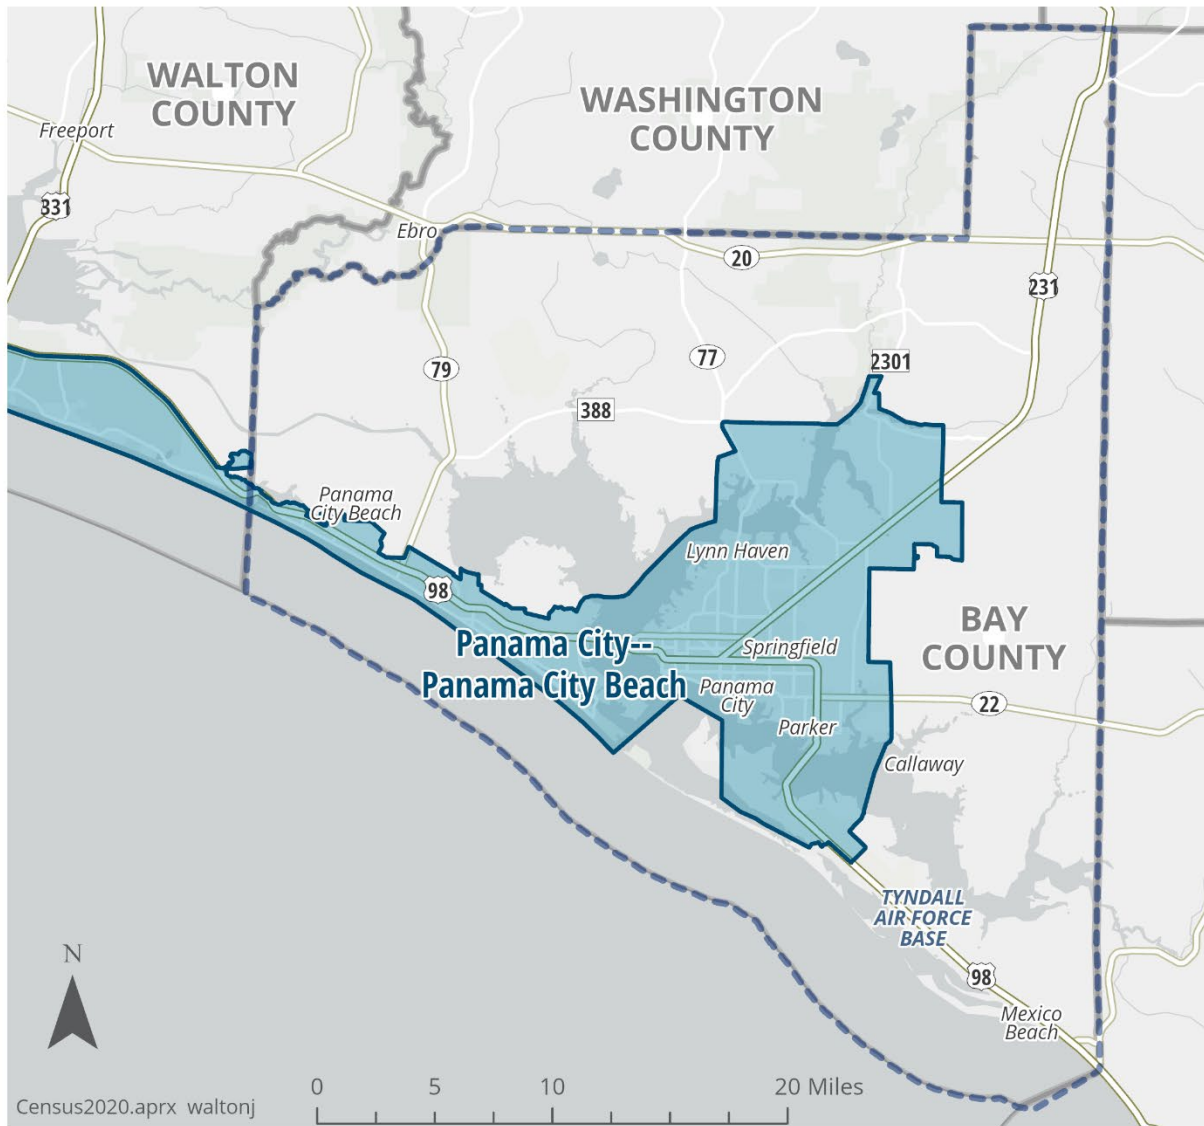 WALTON
COUNTY
WASHINGTON
COUNTY
Freeport
331
Ebro
20
231
79
77
2301
388
Panama
City Beach
Lynn Haven
98
BAY
COUNTY
Panama City--
Panama City Beach
Springfield
Panama
City
22
Parker
Callaway
TYNDALL
AIR FORCE
BASE
N
98
Mexico
Beach
0 5 10 20 Miles
Census2020.aprx waltonj